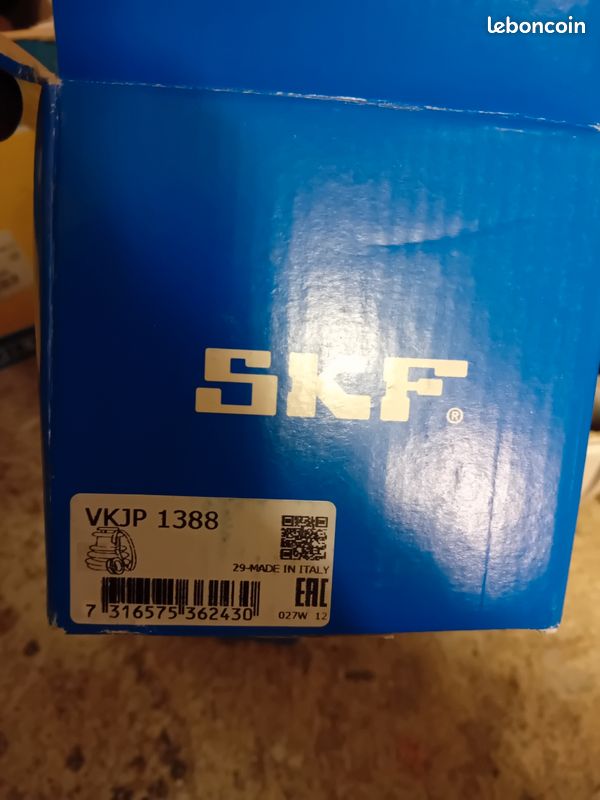 leboncoin
SKF®
VKJP 1388
29-MADE IN ITALY
7 316575 362430
EAC
027W 12